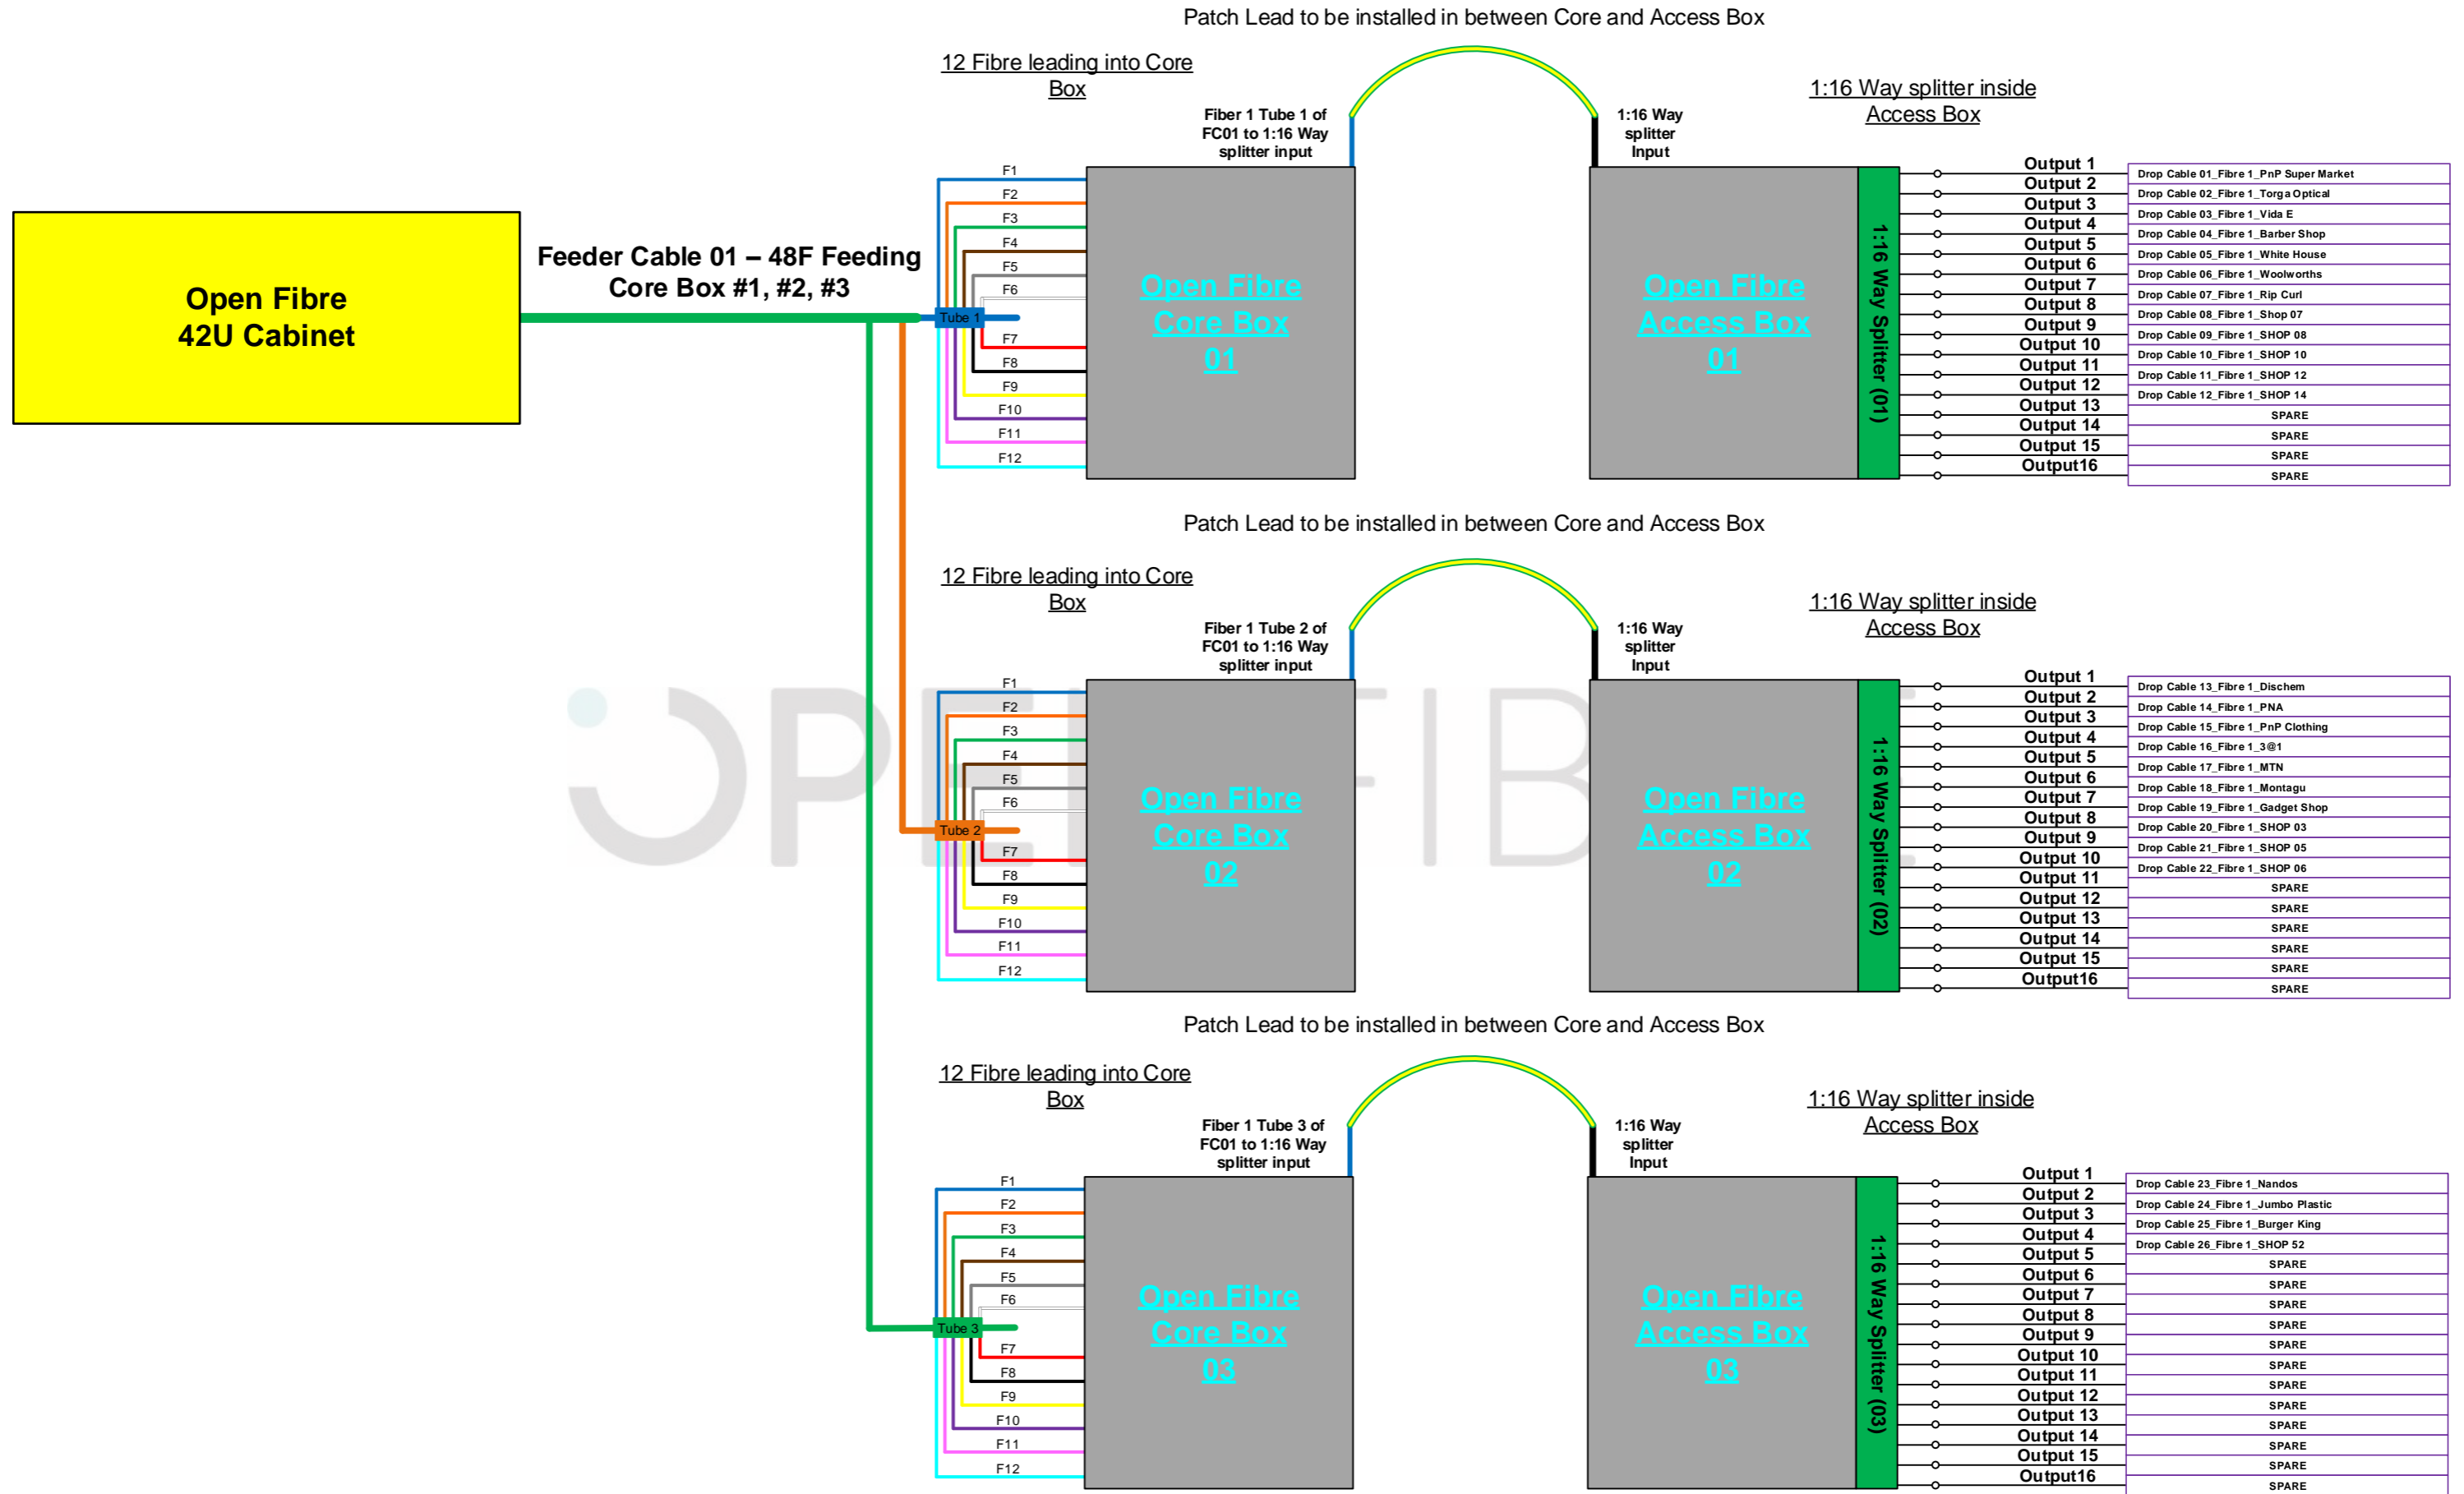 Patch Lead to be installed in between Core and Access Box
12 Fibre leading into Core
Box
1:16 Way splitter inside
Access Box
Fiber 1 Tube 1 of
FC01 to 1:16 Way
splitter input
1:16 Way
splitter
Input
Open Fibre
42U Cabinet
Feeder Cable 01 – 48F Feeding
Core Box #1, #2, #3
Tube 1
F1
F2
F3
F4
F5
F6
F7
F8
F9
F10
F11
F12
Open Fibre
Core Box
01
Open Fibre
Access Box
01
1:16 Way Splitter (01)
Output 1
Drop Cable 01_Fibre 1_PnP Super Market
Output 2
Drop Cable 02_Fibre 1_Torga Optical
Output 3
Drop Cable 03_Fibre 1_Vida E
Output 4
Drop Cable 04_Fibre 1_Barber Shop
Output 5
Drop Cable 05_Fibre 1_White House
Output 6
Drop Cable 06_Fibre 1_Woolworths
Output 7
Drop Cable 07_Fibre 1_Rip Curl
Output 8
Drop Cable 08_Fibre 1_Shop 07
Output 9
Drop Cable 09_Fibre 1_SHOP 08
Output 10
Drop Cable 10_Fibre 1_SHOP 10
Output 11
Drop Cable 11_Fibre 1_SHOP 12
Output 12
Drop Cable 12_Fibre 1_SHOP 14
Output 13
SPARE
Output 14
SPARE
Output 15
SPARE
Output16
SPARE
Patch Lead to be installed in between Core and Access Box
12 Fibre leading into Core
Box
1:16 Way splitter inside
Access Box
Fiber 1 Tube 2 of
FC01 to 1:16 Way
splitter input
1:16 Way
splitter
Input
Tube 2
F1
F2
F3
F4
F5
F6
F7
F8
F9
F10
F11
F12
Open Fibre
Core Box
02
Open Fibre
Access Box
02
1:16 Way Splitter (02)
Output 1
Drop Cable 13_Fibre 1_Dischem
Output 2
Drop Cable 14_Fibre 1_PNA
Output 3
Drop Cable 15_Fibre 1_PnP Clothing
Output 4
Drop Cable 16_Fibre 1_3@1
Output 5
Drop Cable 17_Fibre 1_MTN
Output 6
Drop Cable 18_Fibre 1_Montagu
Output 7
Drop Cable 19_Fibre 1_Gadget Shop
Output 8
Drop Cable 20_Fibre 1_SHOP 03
Output 9
Drop Cable 21_Fibre 1_SHOP 05
Output 10
Drop Cable 22_Fibre 1_SHOP 06
Output 11
SPARE
Output 12
SPARE
Output 13
SPARE
Output 14
SPARE
Output 15
SPARE
Output16
SPARE
Patch Lead to be installed in between Core and Access Box
12 Fibre leading into Core
Box
1:16 Way splitter inside
Access Box
Fiber 1 Tube 3 of
FC01 to 1:16 Way
splitter input
1:16 Way
splitter
Input
Tube 3
F1
F2
F3
F4
F5
F6
F7
F8
F9
F10
F11
F12
Open Fibre
Core Box
03
Open Fibre
Access Box
03
1:16 Way Splitter (03)
Output 1
Drop Cable 23_Fibre 1_Nandos
Output 2
Drop Cable 24_Fibre 1_Jumbo Plastic
Output 3
Drop Cable 25_Fibre 1_Burger King
Output 4
Drop Cable 26_Fibre 1_SHOP 52
Output 5
SPARE
Output 6
SPARE
Output 7
SPARE
Output 8
SPARE
Output 9
SPARE
Output 10
SPARE
Output 11
SPARE
Output 12
SPARE
Output 13
SPARE
Output 14
SPARE
Output 15
SPARE
Output16
SPARE